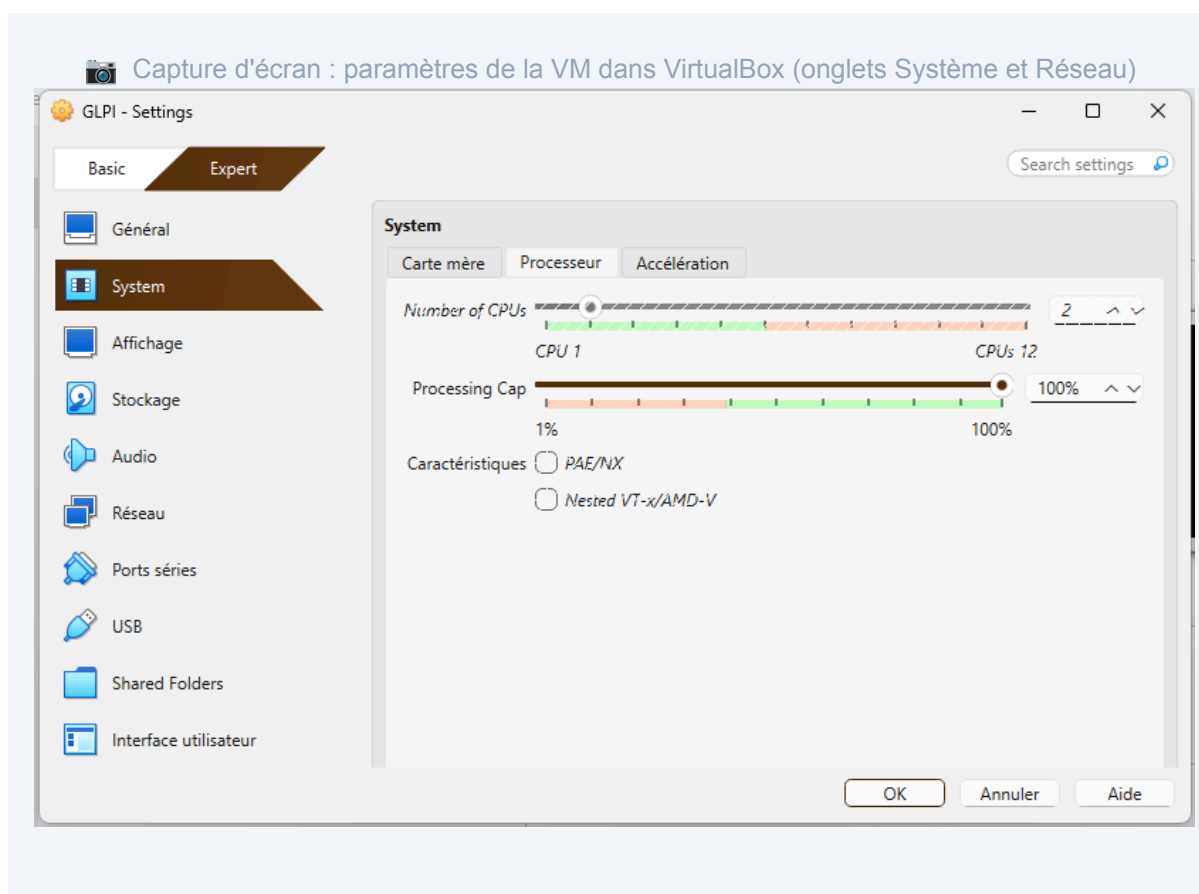 Capture d'écran : paramètres de la VM dans VirtualBox (onglets Système et Réseau)
GLPI - Settings
Basic
Expert
Search settings
Général
System
Affichage
Stockage
Audio
Réseau
Ports séries
USB
Shared Folders
Interface utilisateur
System
Carte mère
Processeur
Accélération
Number of CPUs
2
CPU 1
CPUs 12
Processing Cap
100%
1%
100%
Caractéristiques
PAE/NX
Nested VT-x/AMD-V
OK
Annuler
Aide